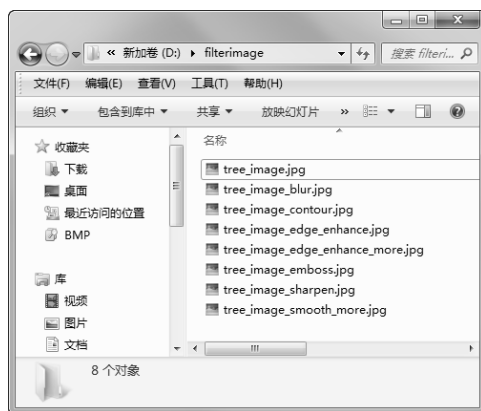 « 新加卷 (D:) ▸ filterimage
搜索 filteri...
文件(F) 编辑(E) 查看(V) 工具(T) 帮助(H)
组织 包含到库中 共享 放映幻灯片 »
收藏夹
下载
桌面
最近访问的位置
BMP
库
视频
图片
文档
名称
tree_image.jpg
tree_image_blur.jpg
tree_image_contour.jpg
tree_image_edge_enhance.jpg
tree_image_edge_enhance_more.jpg
tree_image_emboss.jpg
tree_image_sharpen.jpg
tree_image_smooth_more.jpg
8 个对象